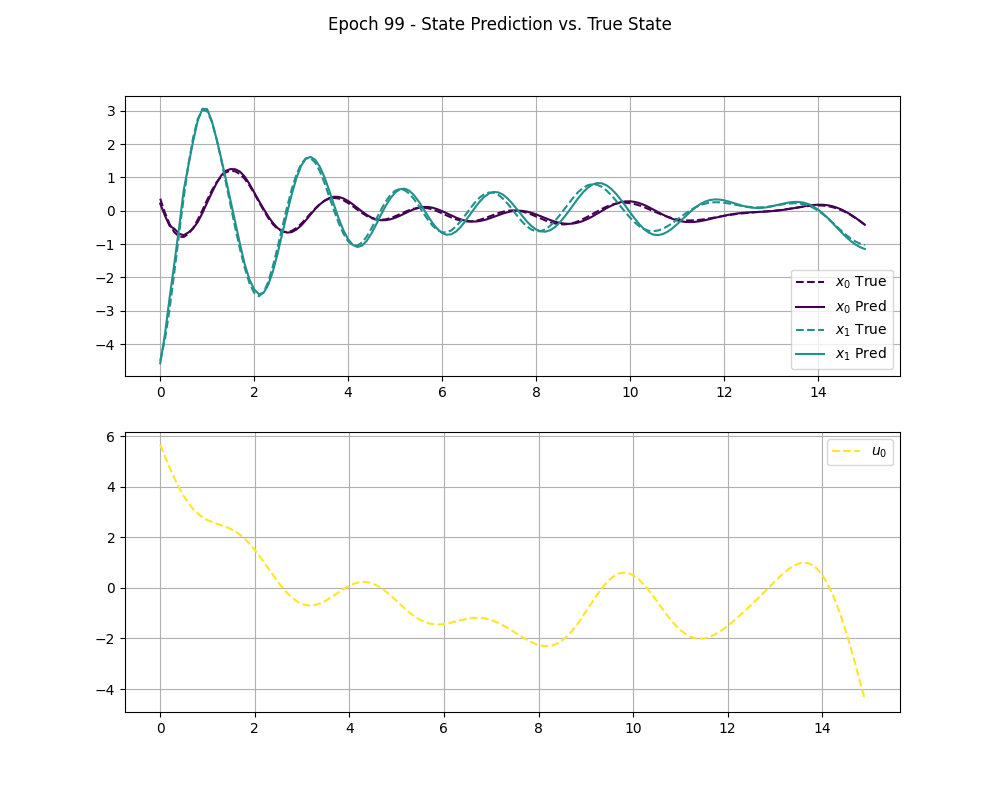 Epoch 99 - State Prediction vs. True State
3
2
1
0
−1
−2
−3
−4
x₀ True
x₀ Pred
x₁ True
x₁ Pred
0 2 4 6 8 10 12 14
6
4
2
0
−2
−4
u₀
0 2 4 6 8 10 12 14